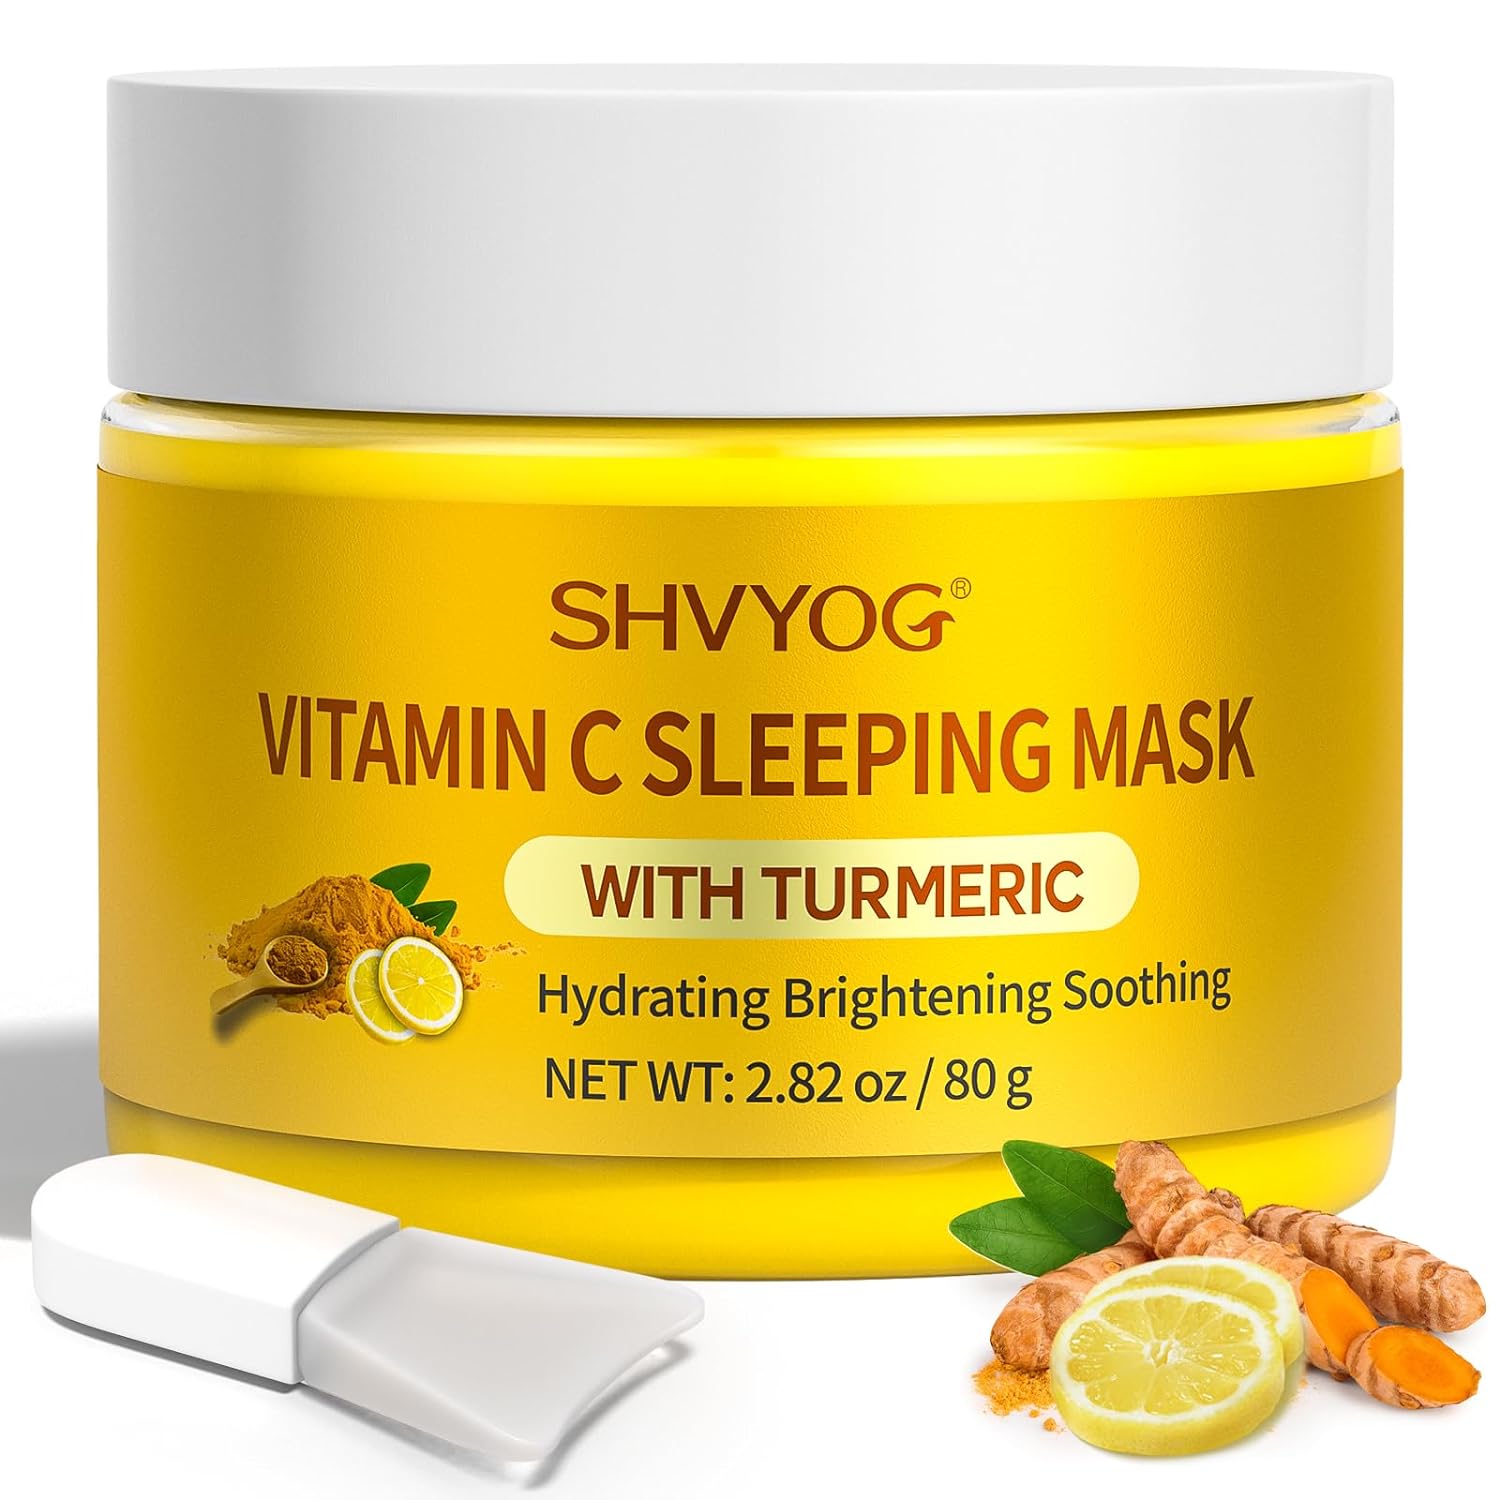 SHVYOG®
VITAMIN C SLEEPING MASK
WITH TURMERIC
Hydrating Brightening Soothing
NET WT: 2.82 oz / 80 g